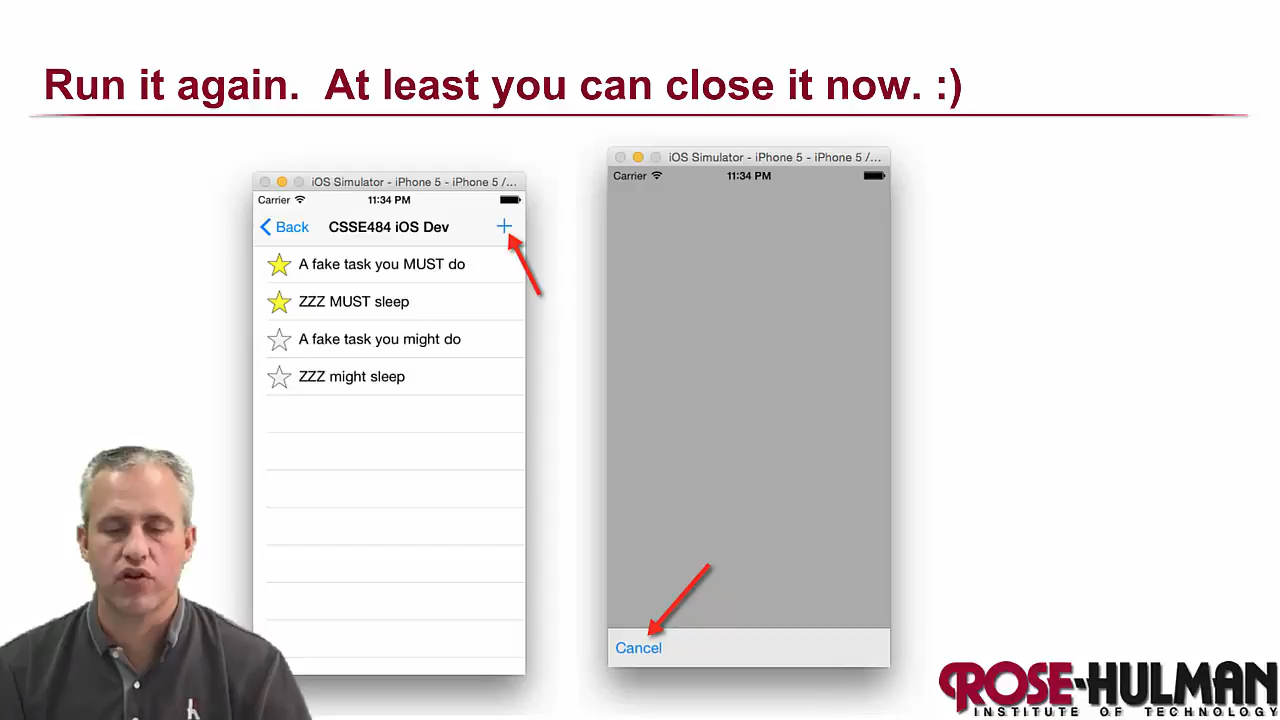 Run it again.  At least you can close it now. :)
iOS Simulator - iPhone 5 - iPhone 5 /...
Carrier 11:34 PM
Back CSSE484 iOS Dev +
A fake task you MUST do
ZZZ MUST sleep
A fake task you might do
ZZZ might sleep
iOS Simulator - iPhone 5 - iPhone 5 /...
Carrier 11:34 PM
Cancel
ROSE-HULMAN
INSTITUTE OF TECHNOLOGY